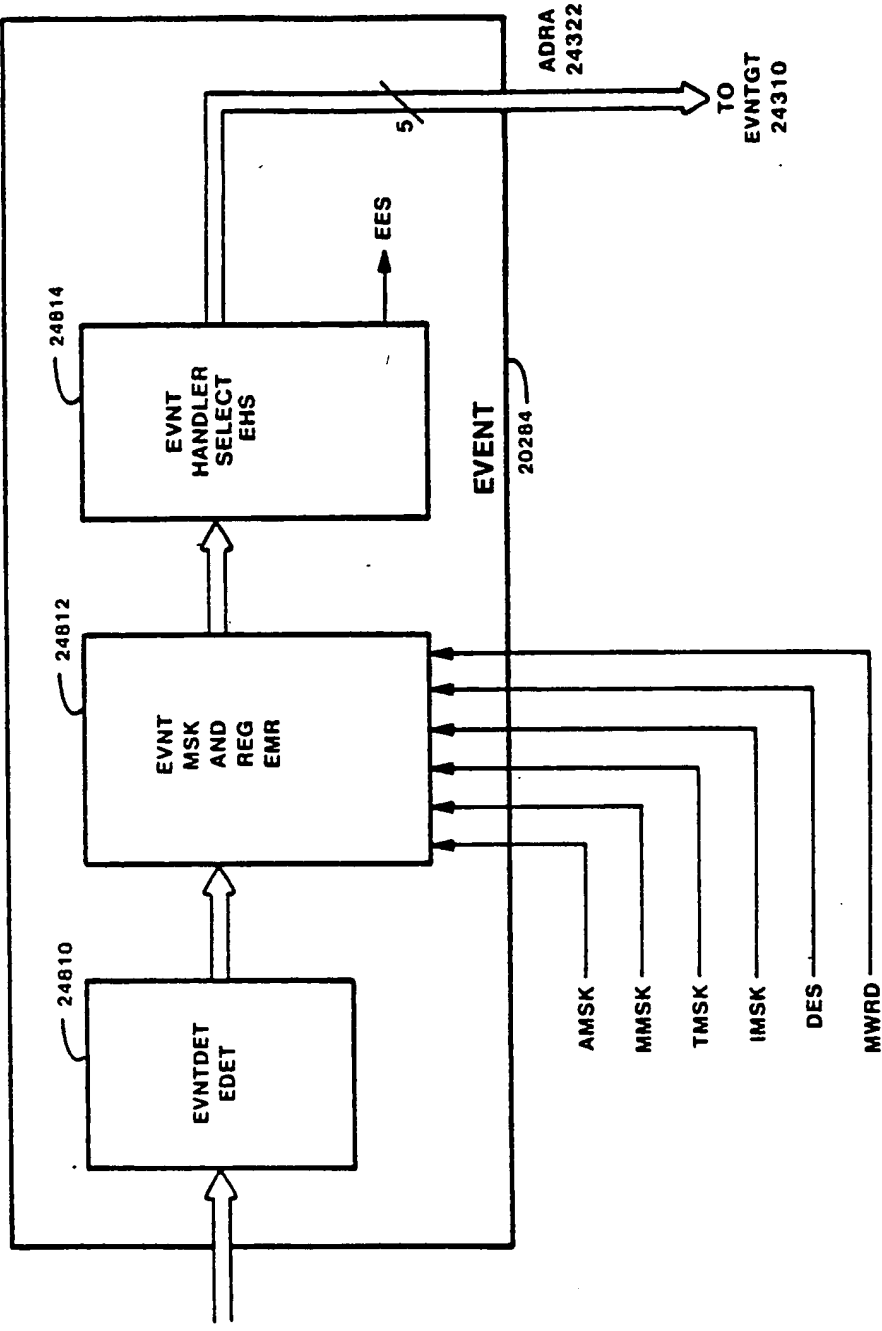 24810
EVNTDET
EDET
24812
EVNT
MSK
AND
REG
EMR
24814
EVNT
HANDLER
SELECT
EHS
EES
5
EVENT
20284
ADRA
24322
TO
EVNTGT
24310
AMSK
MMSK
TMSK
IMSK
DES
MWRD